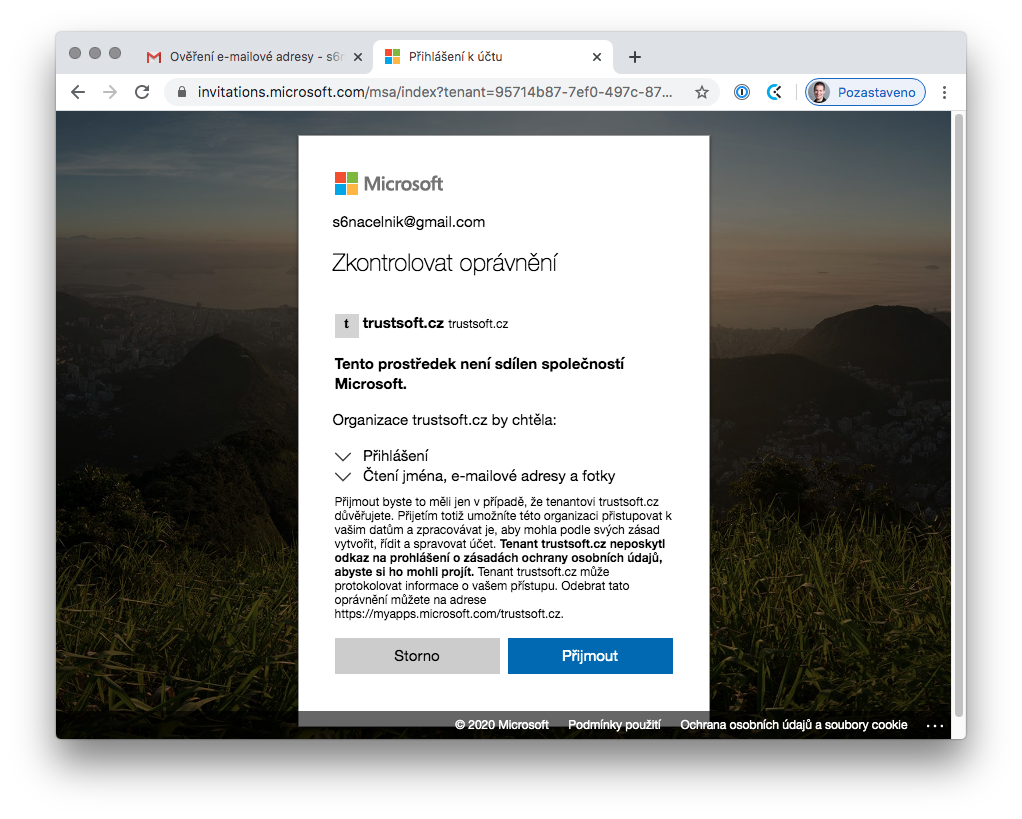 Ověření e-mailové adresy - s6n
Přihlášení k účtu
invitations.microsoft.com/msa/index?tenant=95714b87-7ef0-497c-87...
Pozastaveno
Microsoft
s6nacelnik@gmail.com
Zkontrolovat oprávnění
t trustsoft.cz trustsoft.cz
Tento prostředek není sdílen společností
Microsoft.
Organizace trustsoft.cz by chtěla:
Přihlášení
Čtení jména, e-mailové adresy a fotky
Přijmout byste to měli jen v případě, že tenantovi trustsoft.cz
důvěřujete. Přijetím totiž umožníte této organizaci přistupovat k
vašim datům a zpracovávat je, aby mohla podle svých zásad
vytvořit, řídit a spravovat účet. Tenant trustsoft.cz neposkytl
odkaz na prohlášení o zásadách ochrany osobních údajů,
abyste si ho mohli projít. Tenant trustsoft.cz může
protokolovat informace o vašem přístupu. Odebrat tato
oprávnění můžete na adrese
https://myapps.microsoft.com/trustsoft.cz.
Storno
Přijmout
© 2020 Microsoft Podmínky použití Ochrana osobních údajů a soubory cookie ...